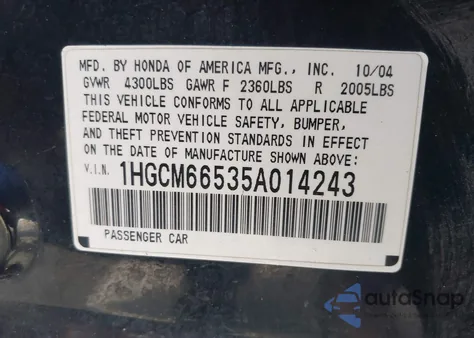 MFD. BY HONDA OF AMERICA MFG., INC. 10/04
GVWR 4300LBS GAWR F 2360LBS R 2005LBS
THIS VEHICLE CONFORMS TO ALL APPLICABLE
FEDERAL MOTOR VEHICLE SAFETY, BUMPER,
AND THEFT PREVENTION STANDARDS IN EFFECT
ON THE DATE OF MANUFACTURE SHOWN ABOVE:
V.I.N. 1HGCM66535A014243
PASSENGER CAR
autoSnap